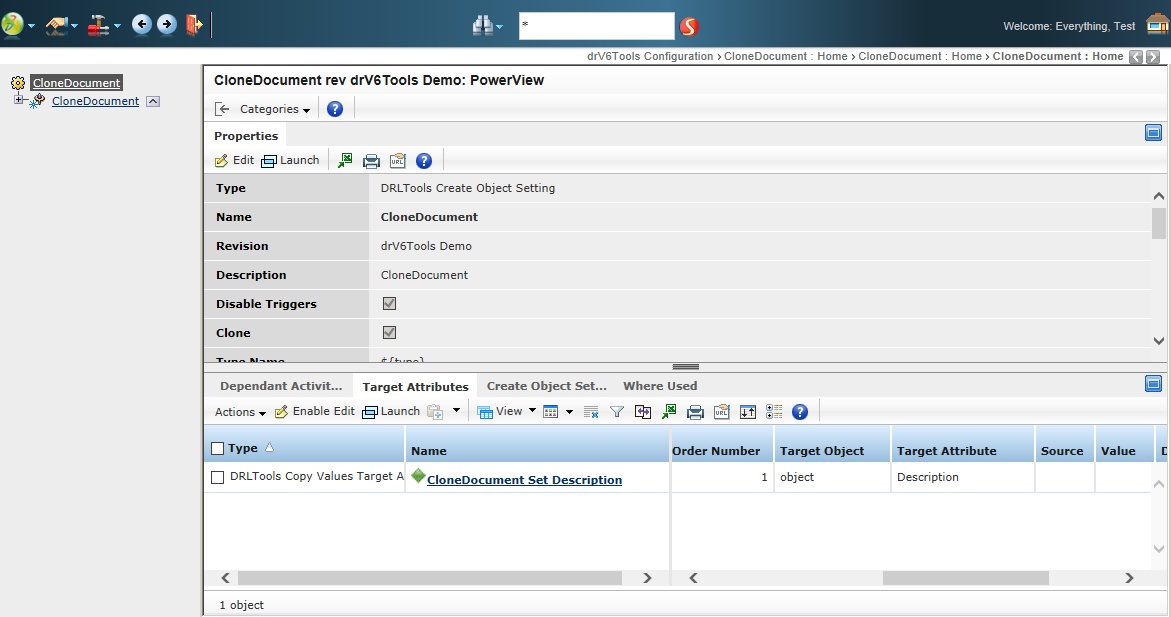 *
Welcome: Everything, Test
drV6Tools Configuration › CloneDocument : Home › CloneDocument : Home › CloneDocument : Home
CloneDocument
CloneDocument
CloneDocument rev drV6Tools Demo: PowerView
Categories
Properties
Edit Launch URL
Type DRLTools Create Object Setting
Name CloneDocument
Revision drV6Tools Demo
Description CloneDocument
Disable Triggers
Clone
Type Name ${type}
Dependant Activit... Target Attributes Create Object Set... Where Used
Actions Enable Edit Launch View URL
Type Name Order Number Target Object Target Attribute Source Value D
DRLTools Copy Values Target A CloneDocument Set Description 1 object Description
1 object